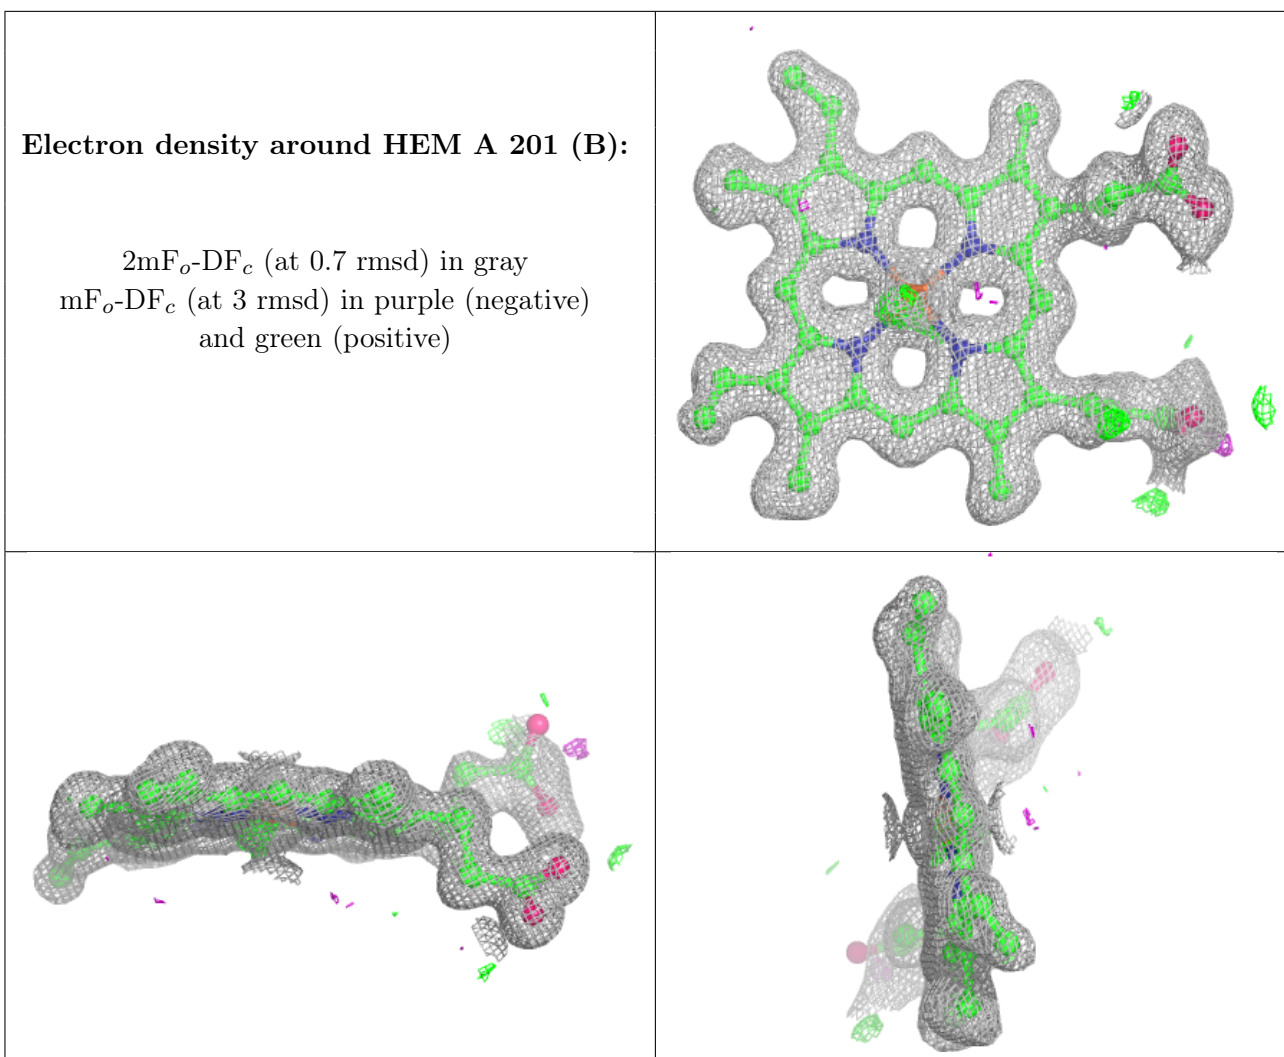 Electron density around HEM A 201 (B):
2mFo-DFc (at 0.7 rmsd) in gray
mFo-DFc (at 3 rmsd) in purple (negative)
and green (positive)